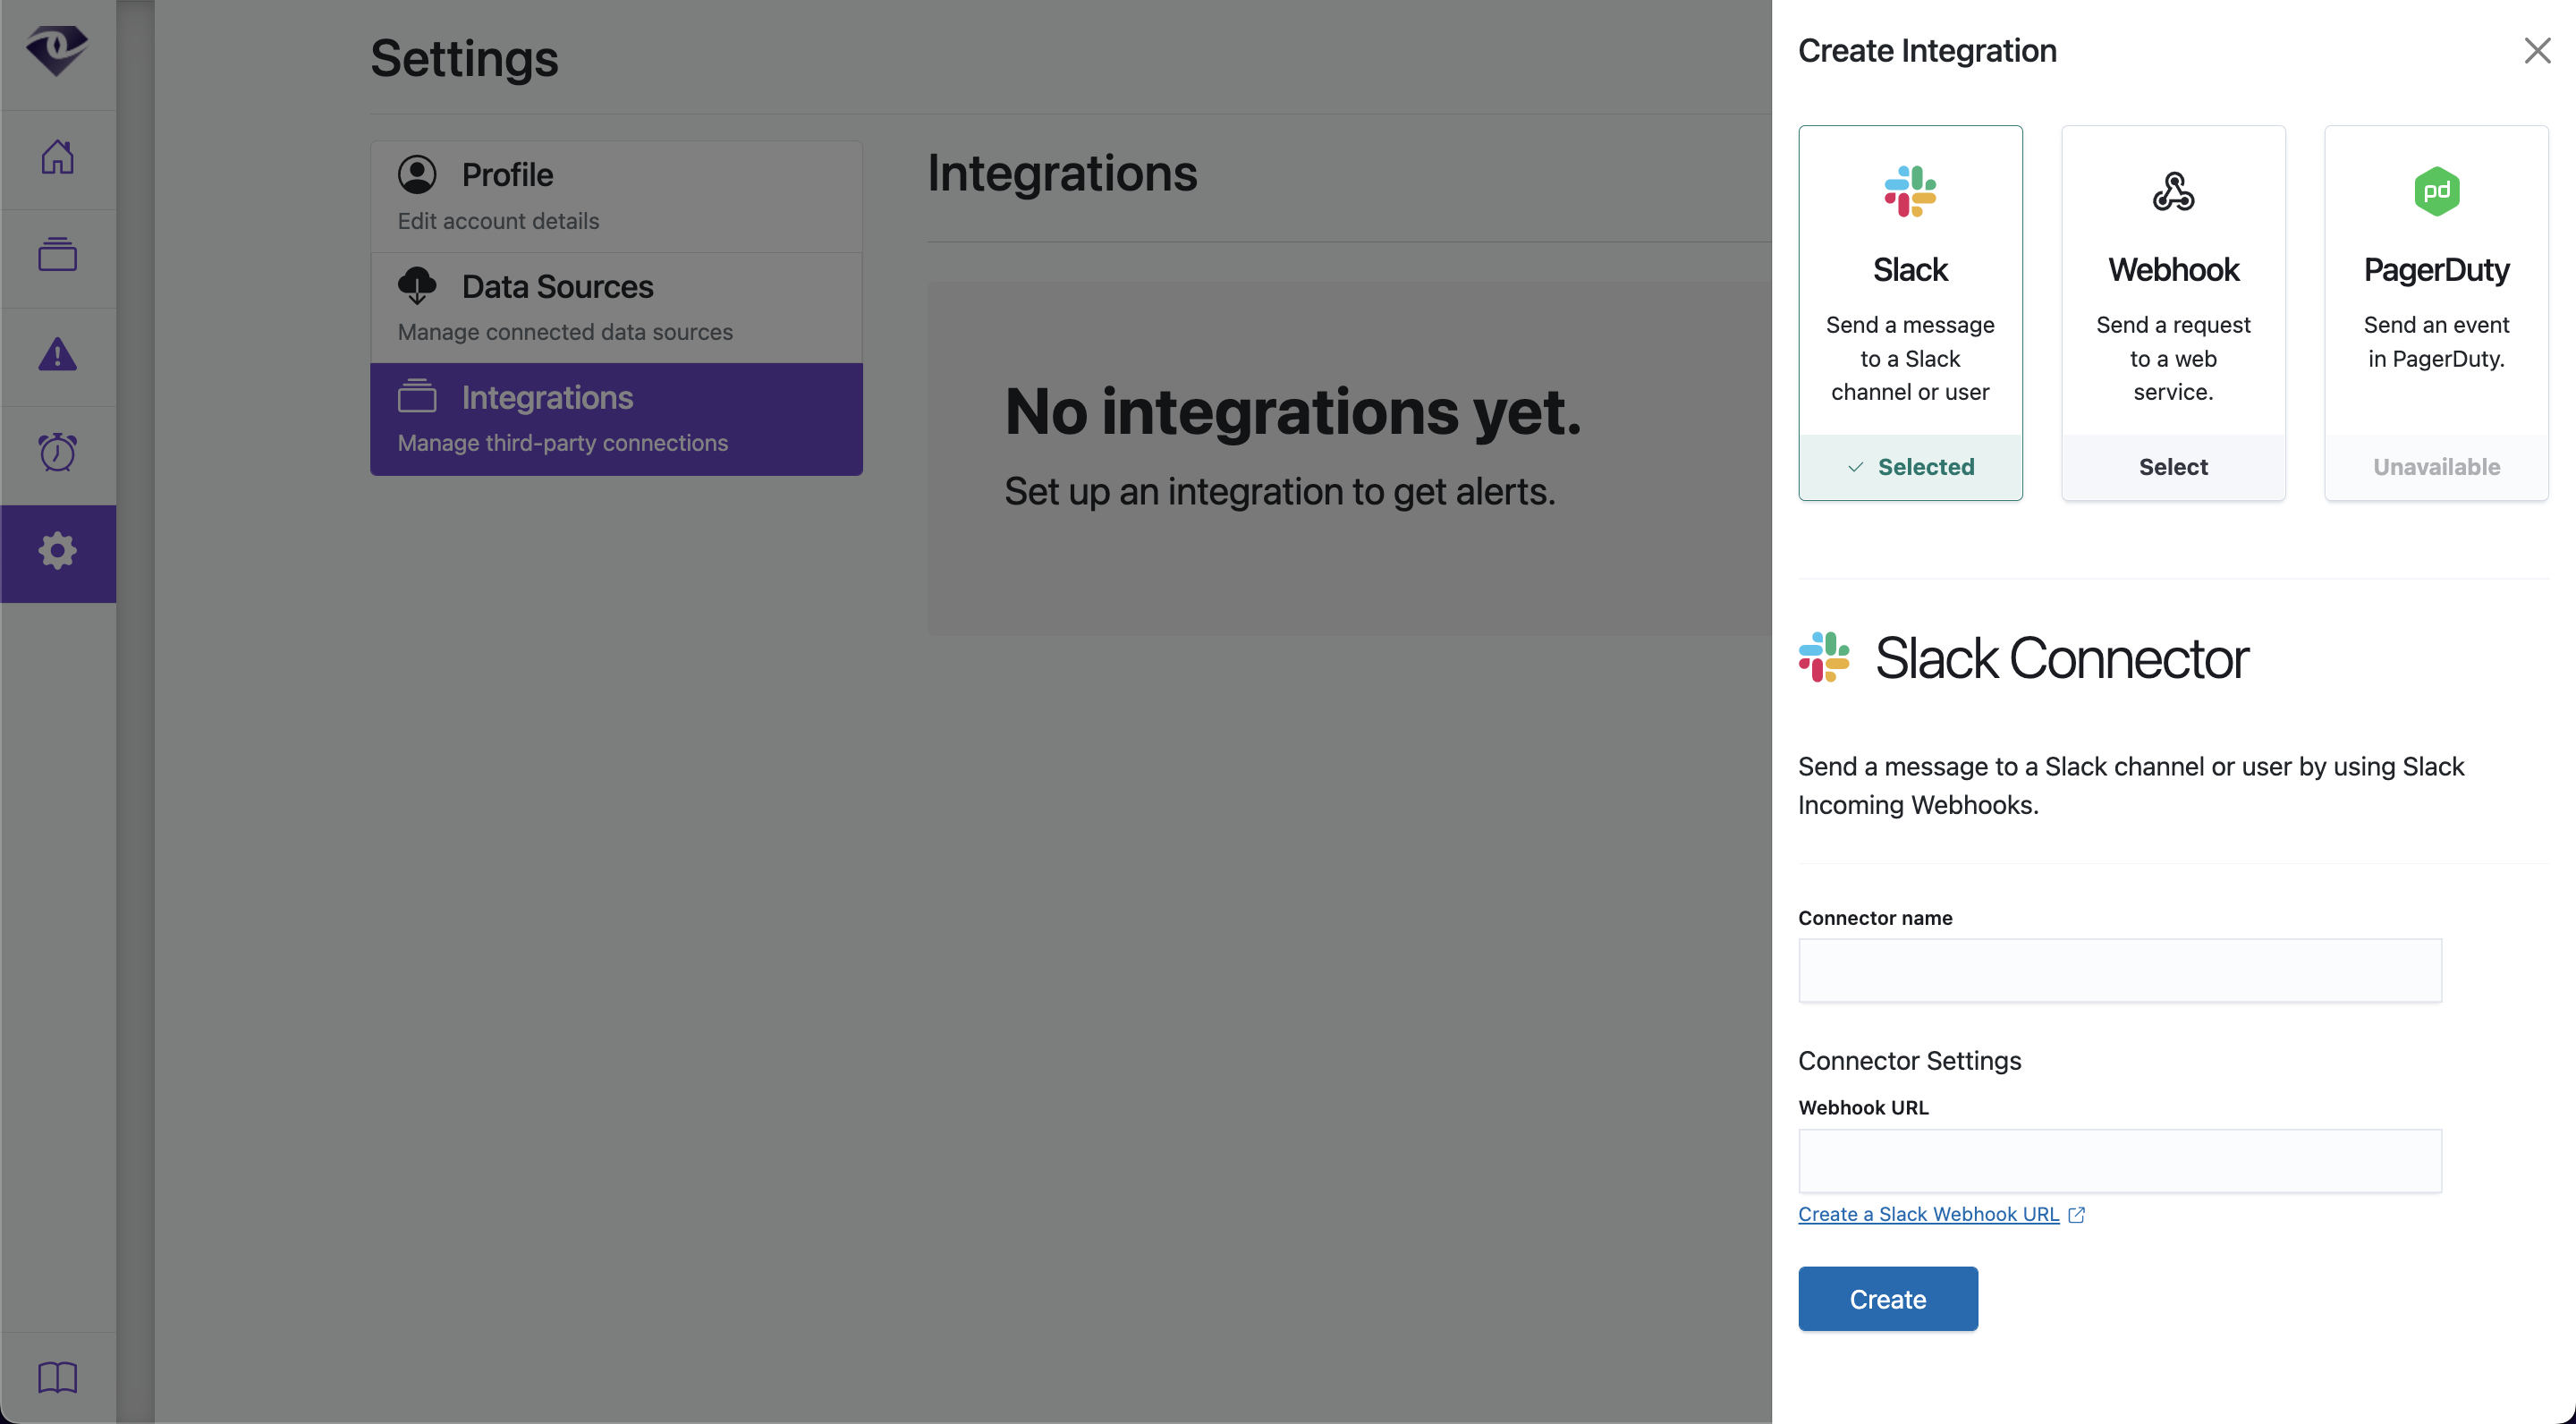 Settings
Profile
Edit account details
Data Sources
Manage connected data sources
Integrations
Manage third-party connections
Integrations
No integrations yet.
Set up an integration to get alerts.
Create Integration
Slack
Send a message
to a Slack
channel or user
Selected
Webhook
Send a request
to a web
service.
Select
pd
PagerDuty
Send an event
in PagerDuty.
Unavailable
Slack Connector
Send a message to a Slack channel or user by using Slack
Incoming Webhooks.
Connector name
Connector Settings
Webhook URL
Create a Slack Webhook URL
Create